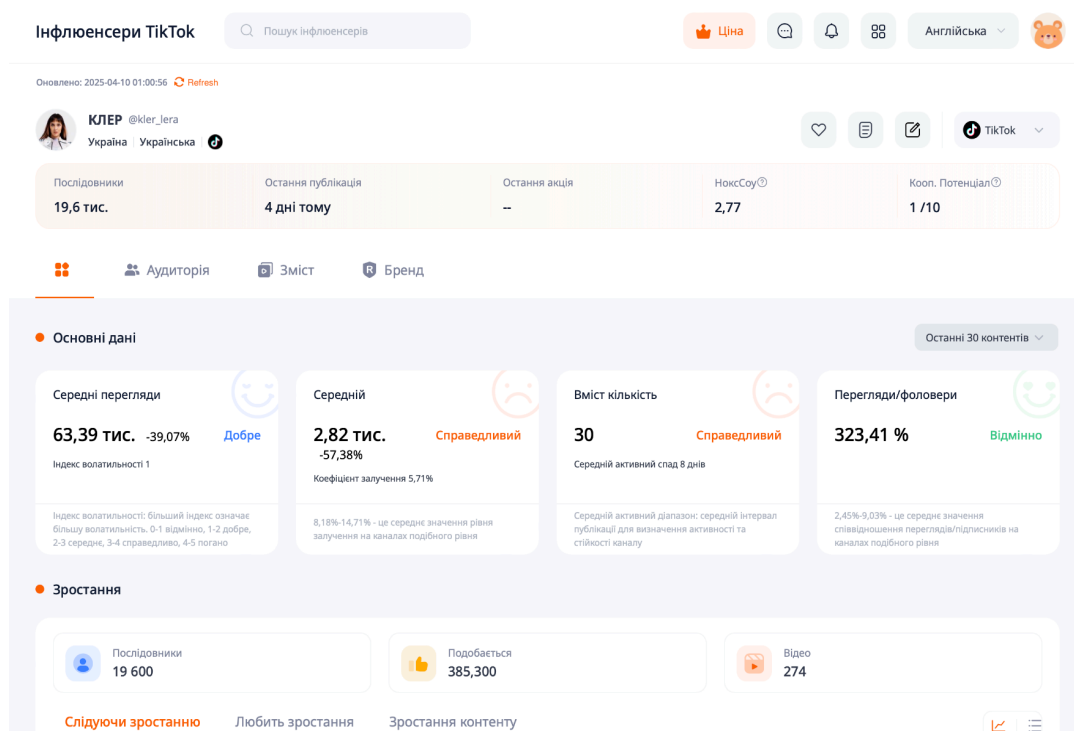 Інфлюенсери TikTok
Пошук інфлюенсерів
Ціна
Англійська
Оновлено: 2025-04-10 01:00:56
Refresh
КЛЕР @kler_lera
Україна Українська
TikTok
Послідовники
Остання публікація
Остання акція
НоксСоу
Кооп. Потенціал
19,6 тис.
4 дні тому
--
2,77
1 /10
Аудиторія
Зміст
Бренд
Основні дані
Останні 30 контентів
Середні перегляди
63,39 тис. -39,07% Добре
Індекс волатильності 1
Індекс волатильності: більший індекс означає
більшу волатильність. 0-1 відмінно, 1-2 добре,
2-3 середнє, 3-4 справедливо, 4-5 погано
Середній
2,82 тис. Справедливий
-57,38%
Коефіцієнт залучення 5,71%
8,18%-14,71% - це середнє значення рівня
залучення на каналах подібного рівня
Вміст кількість
30 Справедливий
Середній активний спад 8 днів
Середній активний діапазон: середній інтервал
публікації для визначення активності та
стійкості каналу
Перегляди/фоловери
323,41 % Відмінно
2,45%-9,03% - це середнє значення
співвідношення переглядів/підписників на
каналах подібного рівня
Зростання
Послідовники
19 600
Подобається
385,300
Відео
274
Слідуючи зростанню
Любить зростання
Зростання контенту